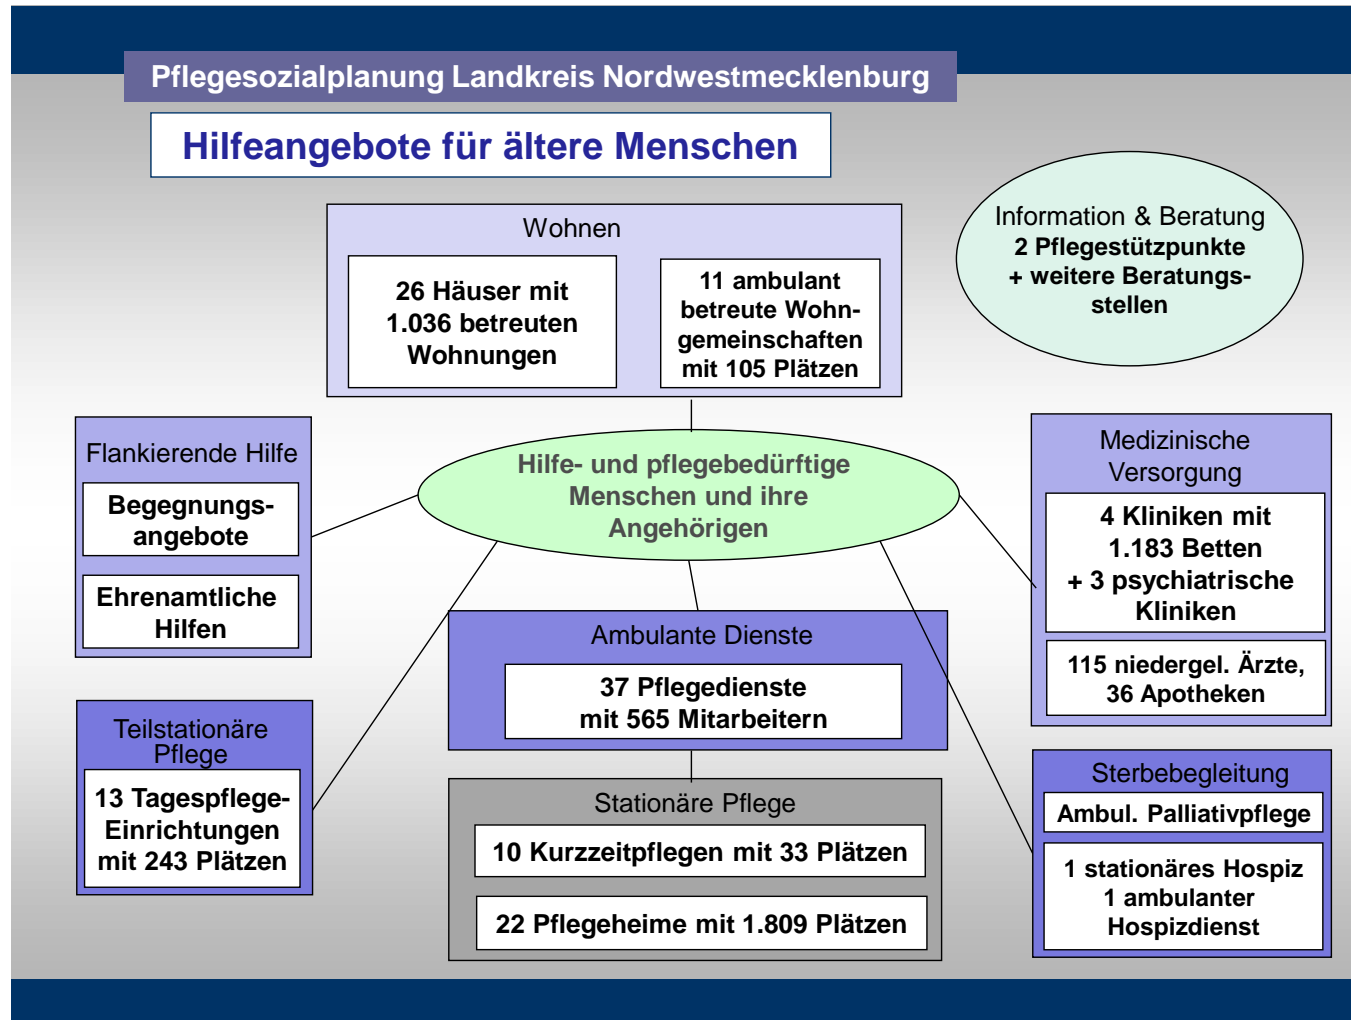 Pflegesozialplanung Landkreis Nordwestmecklenburg
Hilfeangebote für ältere Menschen
Information & Beratung
2 Pflegestützpunkte
+ weitere Beratungs-
stellen
Wohnen
26 Häuser mit
1.036 betreuten
Wohnungen
11 ambulant
betreute Wohn-
gemeinschaften
mit 105 Plätzen
Flankierende Hilfe
Begegnungs-
angebote
Ehrenamtliche
Hilfen
Hilfe- und pflegebedürftige
Menschen und ihre
Angehörigen
Medizinische
Versorgung
4 Kliniken mit
1.183 Betten
+ 3 psychiatrische
Kliniken
115 niedergel. Ärzte,
36 Apotheken
Ambulante Dienste
37 Pflegedienste
mit 565 Mitarbeitern
Teilstationäre
Pflege
13 Tagespflege-
Einrichtungen
mit 243 Plätzen
Stationäre Pflege
10 Kurzzeitpflegen mit 33 Plätzen
22 Pflegeheime mit 1.809 Plätzen
Sterbebegleitung
Ambul. Palliativpflege
1 stationäres Hospiz
1 ambulanter
Hospizdienst